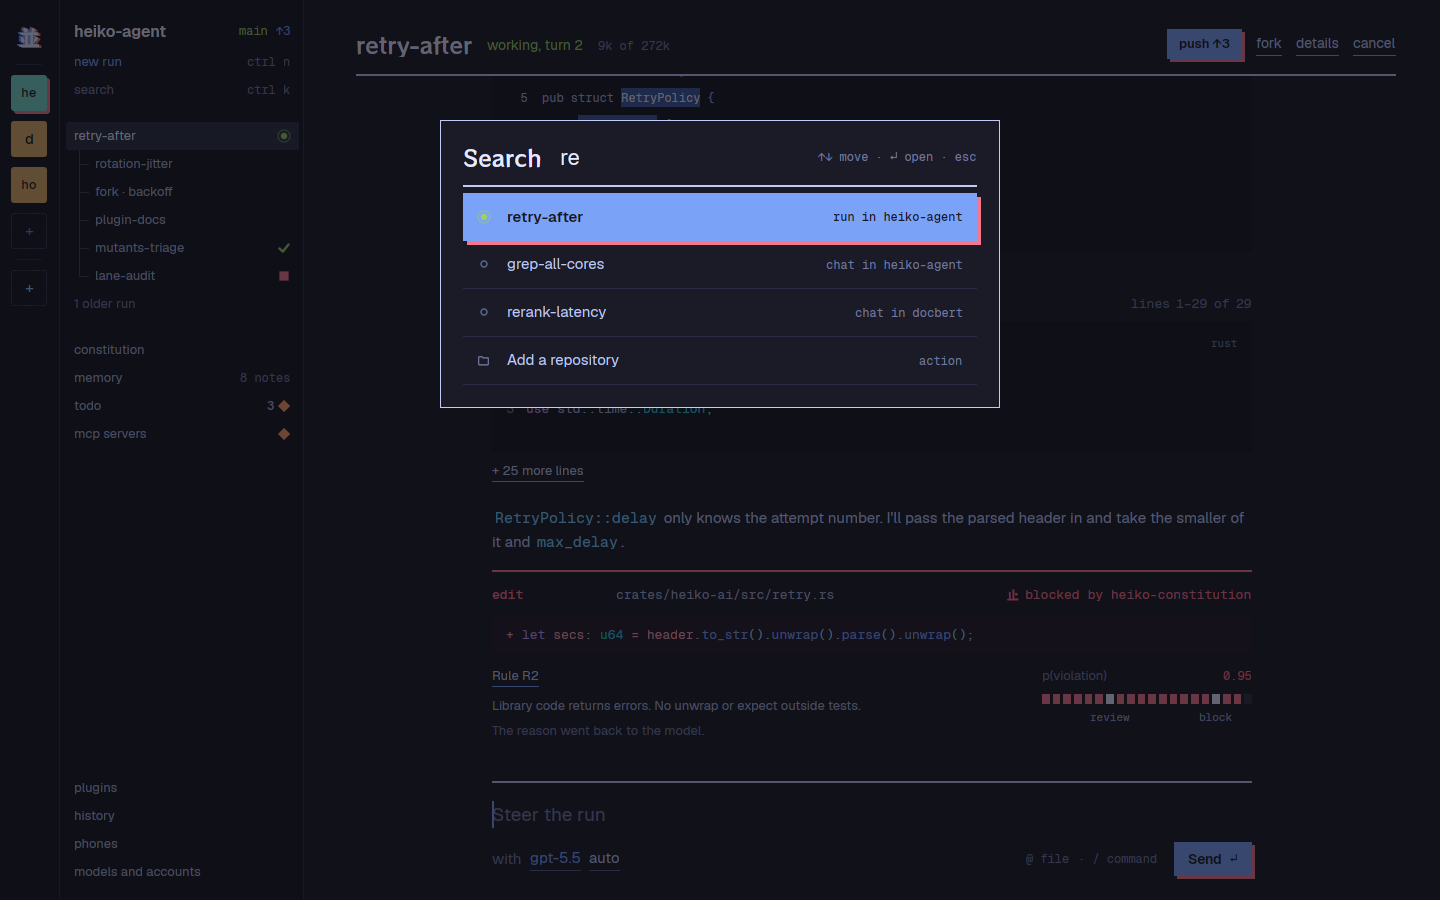 heiko-agent main ↑3
new run ctrl n
search ctrl k
he
d
ho
+
+
retry-after
rotation-jitter
fork · backoff
plugin-docs
mutants-triage
lane-audit
1 older run
constitution
memory 8 notes
todo 3
mcp servers
plugins
history
phones
models and accounts
retry-after working, turn 2 9k of 272k
push ↑3 fork details cancel
5 pub struct RetryPolicy {
Search re ↑↓ move · ↵ open · esc
retry-after run in heiko-agent
grep-all-cores chat in heiko-agent
rerank-latency chat in docbert
Add a repository action
lines 1–29 of 29
rust
3 use std::time::Duration;
+ 25 more lines
RetryPolicy::delay only knows the attempt number. I'll pass the parsed header in and take the smaller of
it and max_delay.
edit crates/heiko-ai/src/retry.rs blocked by heiko-constitution
+ let secs: u64 = header.to_str().unwrap().parse().unwrap();
Rule R2
Library code returns errors. No unwrap or expect outside tests.
The reason went back to the model.
p(violation) 0.95
review block
Steer the run
with gpt-5.5 auto
@ file · / command Send ↵